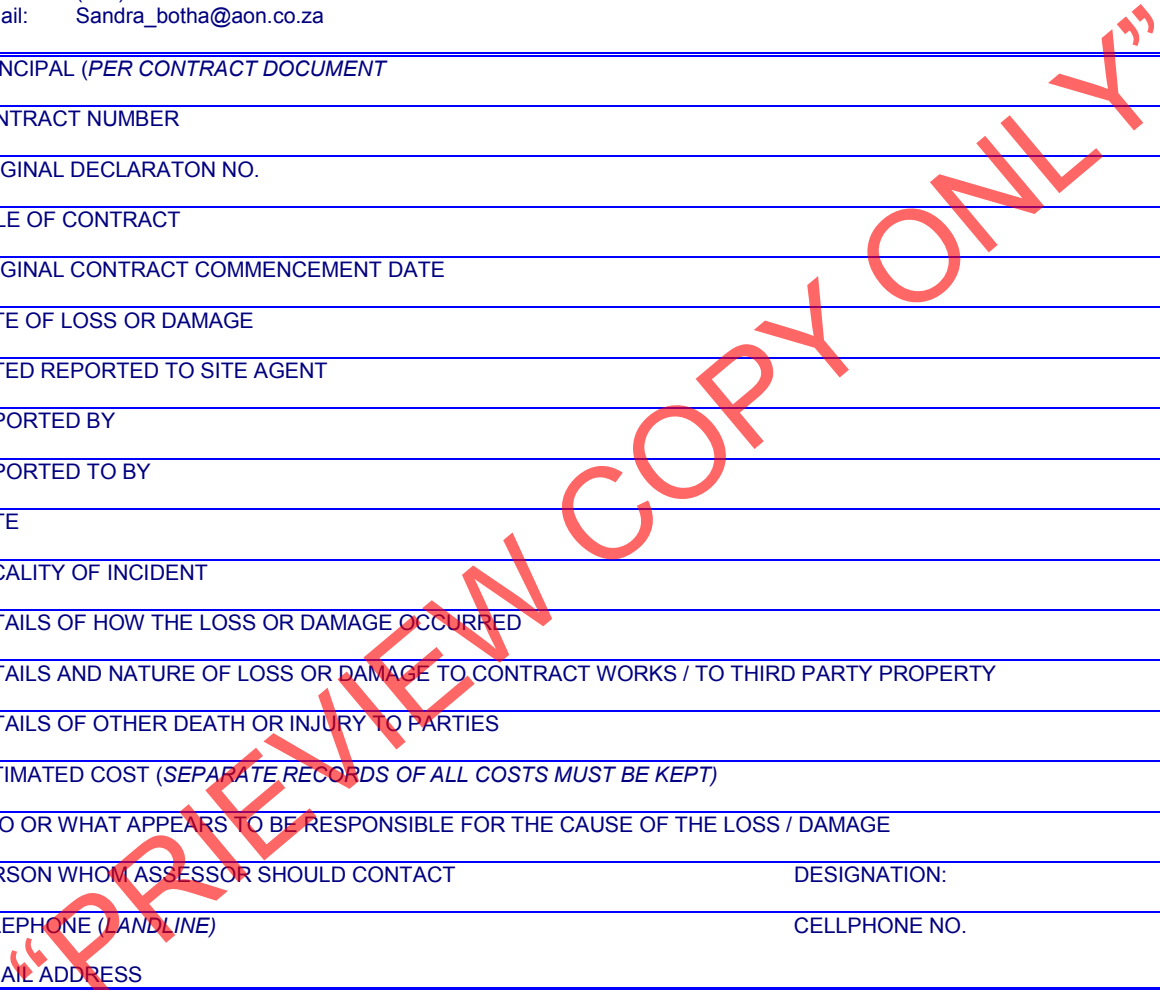 ail: Sandra_botha@aon.co.za
NCIPAL (PER CONTRACT DOCUMENT
NTRACT NUMBER
GINAL DECLARATON NO.
LE OF CONTRACT
GINAL CONTRACT COMMENCEMENT DATE
TE OF LOSS OR DAMAGE
TED REPORTED TO SITE AGENT
PORTED BY
PORTED TO BY
TE
CALITY OF INCIDENT
TAILS OF HOW THE LOSS OR DAMAGE OCCURRED
TAILS AND NATURE OF LOSS OR DAMAGE TO CONTRACT WORKS / TO THIRD PARTY PROPERTY
TAILS OF OTHER DEATH OR INJURY TO PARTIES
TIMATED COST (SEPARATE RECORDS OF ALL COSTS MUST BE KEPT)
O OR WHAT APPEARS TO BE RESPONSIBLE FOR THE CAUSE OF THE LOSS / DAMAGE
RSON WHOM ASSESSOR SHOULD CONTACT DESIGNATION:
EPHONE (LANDLINE) CELLPHONE NO.
AIL ADDRESS
“PRIEVIEW COPY ONLY”